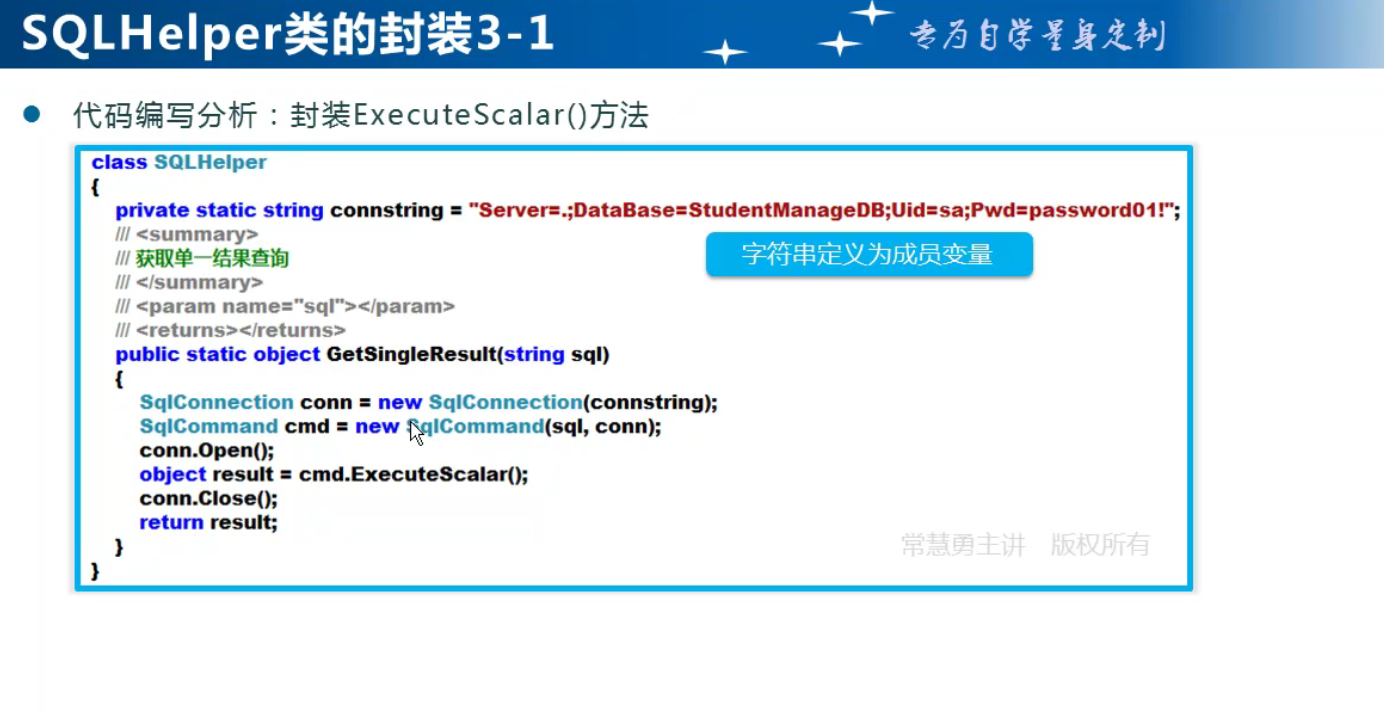 SQLHelper类的封装3-1
专为自学量身定制
代码编写分析：封装ExecuteScalar()方法
class SQLHelper
{
private static string connstring = "Server=.;DataBase=StudentManageDB;Uid=sa;Pwd=password01!";
/// <summary>
字符串定义为成员变量
/// 获取单一结果查询
/// </summary>
/// <param name="sql"></param>
/// <returns></returns>
public static object GetSingleResult(string sql)
{
SqlConnection conn = new SqlConnection(connstring);
SqlCommand cmd = new SqlCommand(sql, conn);
conn.Open();
object result = cmd.ExecuteScalar();
conn.Close();
return result;
}
常慧勇主讲 版权所有
}